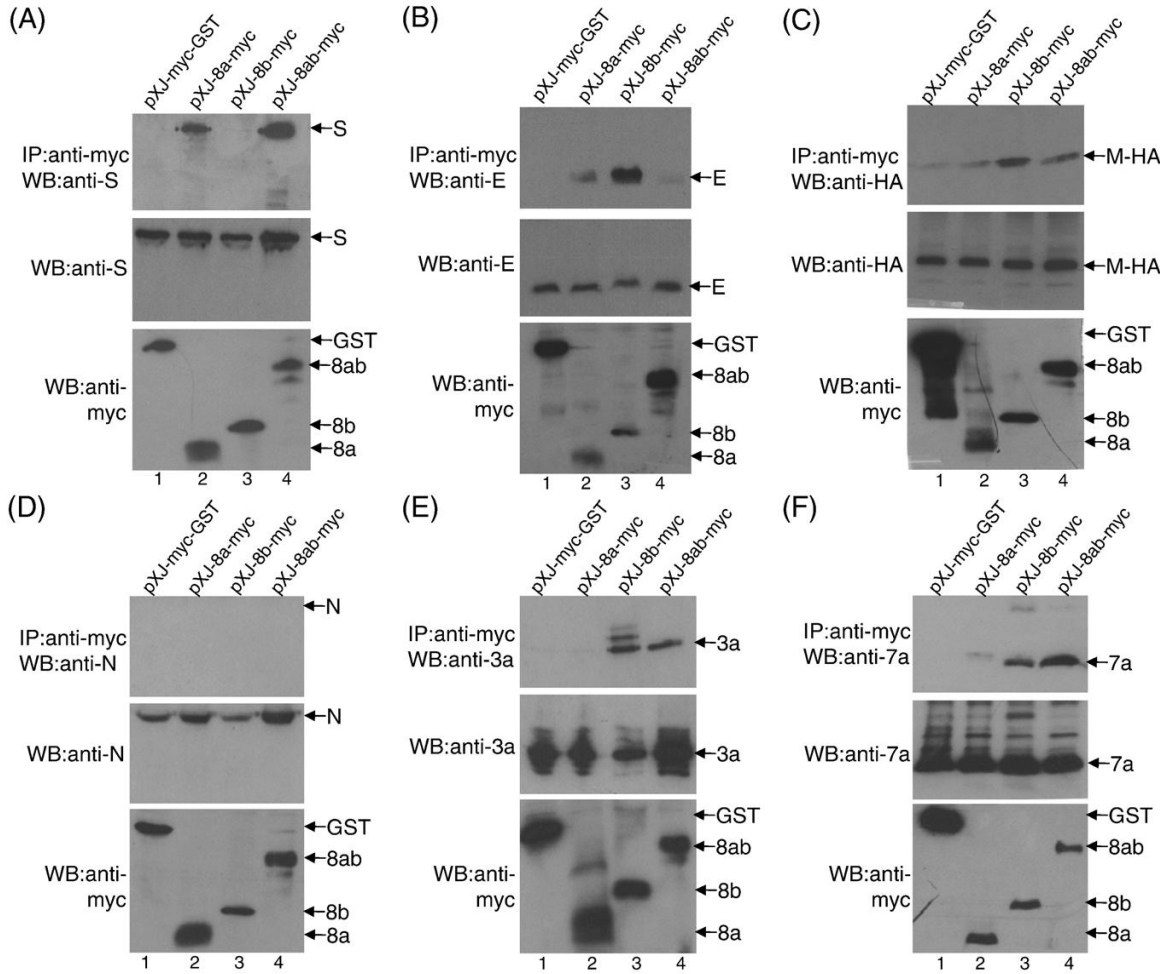 (A)
pXJ-myc-GST
pXJ-8a-myc
pXJ-8b-myc
pXJ-8ab-myc
IP:anti-myc
WB:anti-S
S
WB:anti-S
S
WB:anti-
myc
GST
8ab
8b
8a
1 2 3 4
(B)
pXJ-myc-GST
pXJ-8a-myc
pXJ-8b-myc
pXJ-8ab-myc
IP:anti-myc
WB:anti-E
E
WB:anti-E
E
WB:anti-
myc
GST
8ab
8b
8a
1 2 3 4
(C)
pXJ-myc-GST
pXJ-8a-myc
pXJ-8b-myc
pXJ-8ab-myc
IP:anti-myc
WB:anti-HA
M-HA
WB:anti-HA
M-HA
WB:anti-
myc
GST
8ab
8b
8a
1 2 3 4
(D)
pXJ-myc-GST
pXJ-8a-myc
pXJ-8b-myc
pXJ-8ab-myc
IP:anti-myc
WB:anti-N
N
WB:anti-N
N
WB:anti-
myc
GST
8ab
8b
8a
1 2 3 4
(E)
pXJ-myc-GST
pXJ-8a-myc
pXJ-8b-myc
pXJ-8ab-myc
IP:anti-myc
WB:anti-3a
3a
WB:anti-3a
3a
WB:anti-
myc
GST
8ab
8b
8a
1 2 3 4
(F)
pXJ-myc-GST
pXJ-8a-myc
pXJ-8b-myc
pXJ-8ab-myc
IP:anti-myc
WB:anti-7a
7a
WB:anti-7a
7a
WB:anti-
myc
GST
8ab
8b
8a
1 2 3 4